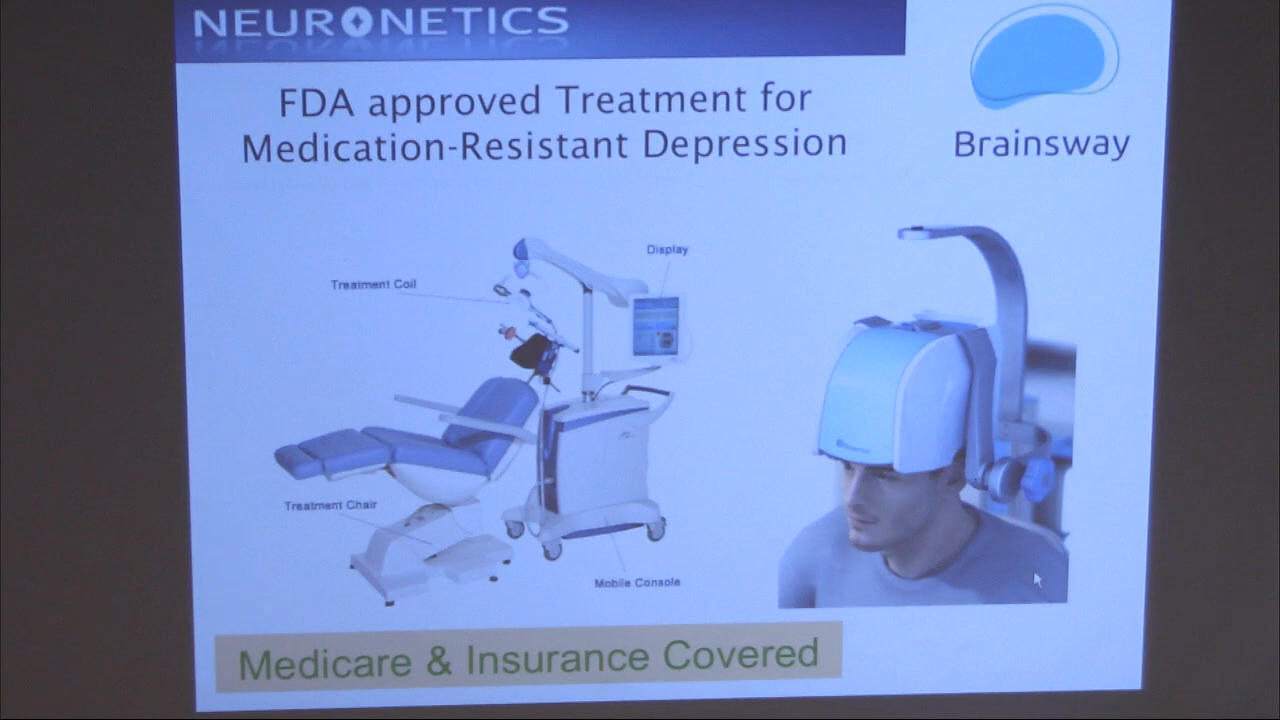 NEURONETICS
FDA approved Treatment for
Medication-Resistant Depression
Brainsway
Display
Treatment Coil
Treatment Chair
Mobile Console
Medicare & Insurance Covered